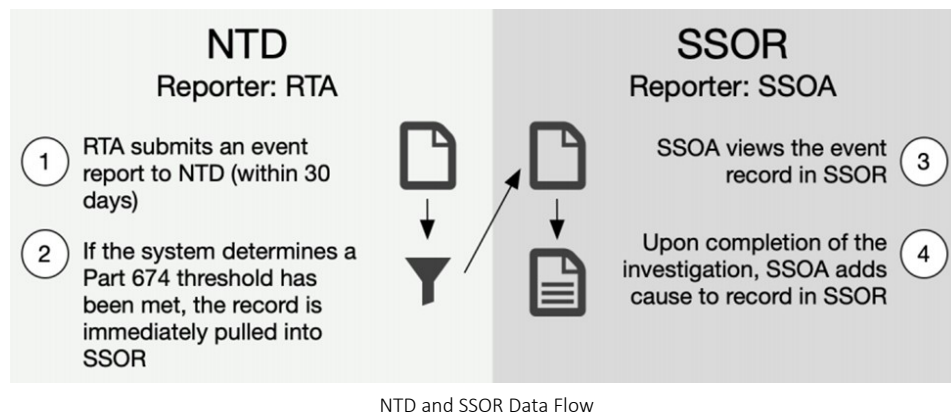 NTD
Reporter: RTA
1
RTA submits an event
report to NTD (within 30
days)
2
If the system determines a
Part 674 threshold has
been met, the record is
immediately pulled into
SSOR
SSOR
Reporter: SSOA
SSOA views the event
record in SSOR
3
Upon completion of the
investigation, SSOA adds
cause to record in SSOR
4
NTD and SSOR Data Flow